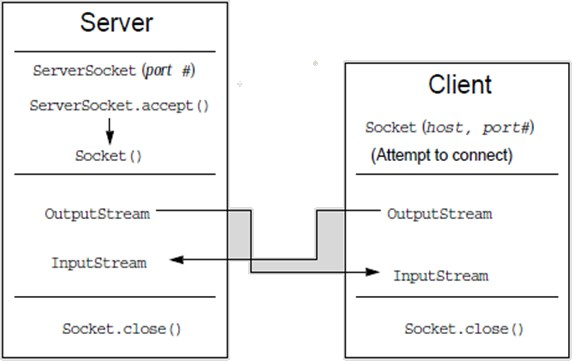 Server
ServerSocket (port #)
ServerSocket.accept()
Socket()
OutputStream
InputStream
Socket.close()
Client
Socket (host, port#)
(Attempt to connect)
OutputStream
InputStream
Socket.close()